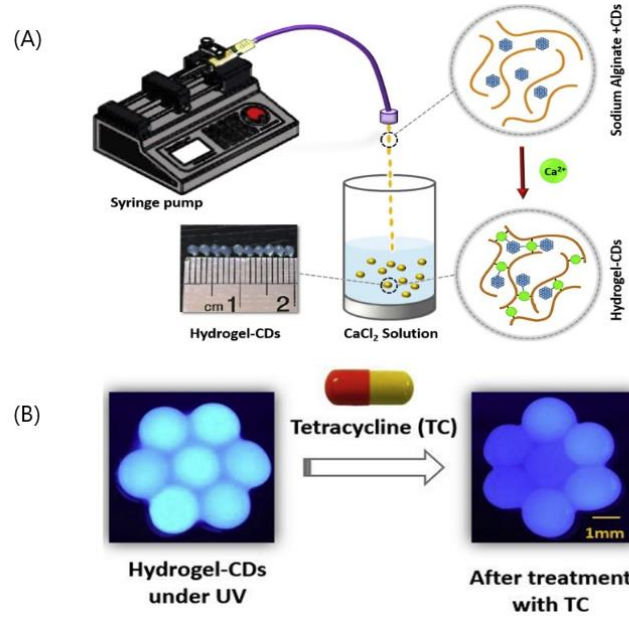 (A)
Sodium Alginate +CDs
Ca²⁺
Syringe pump
cm 1 2
Hydrogel-CDs
CaCl₂ Solution
Hydrogel-CDs
(B)
Tetracycline (TC)
1mm
Hydrogel-CDs
under UV
After treatment
with TC